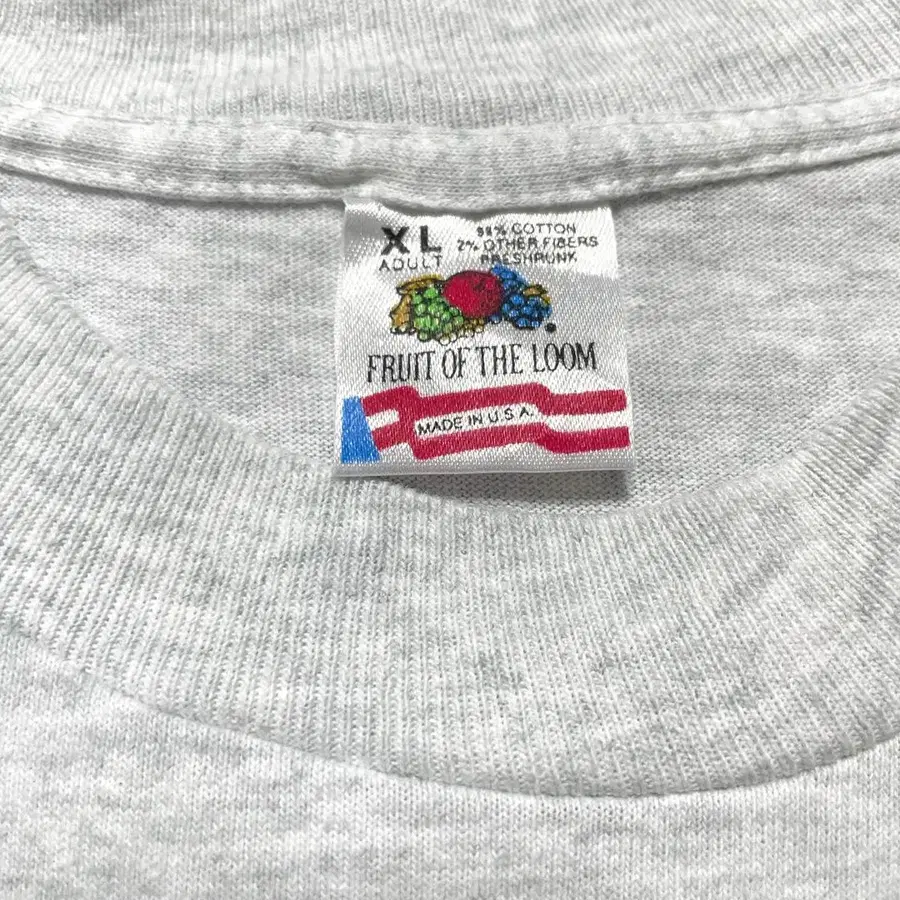 XL
ADULT
98% COTTON
2% OTHER FIBERS
PRESHRUNK
FRUIT OF THE LOOM
MADE IN U.S.A.